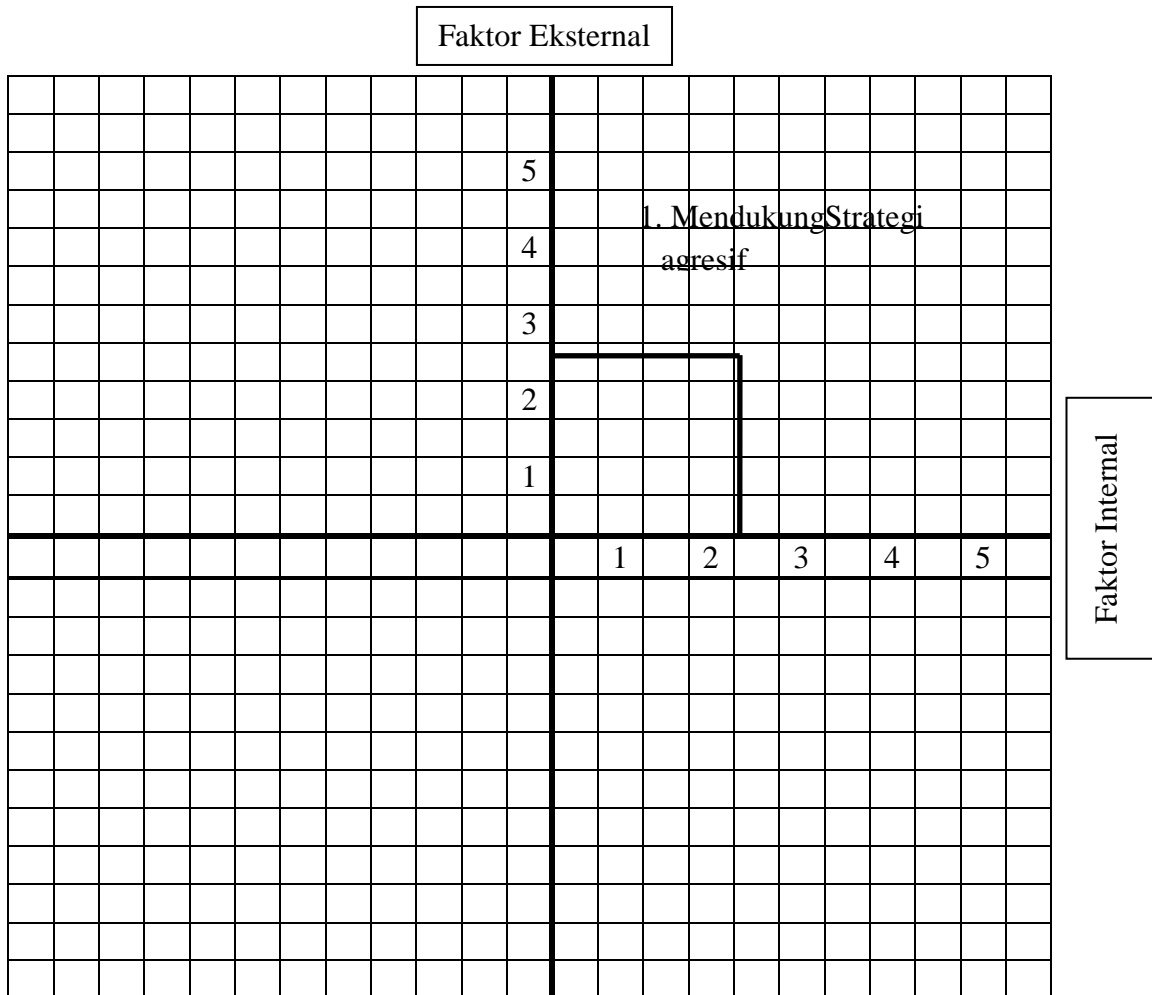 Faktor Eksternal
5
1. MendukungStrategi
agresif
4
3
2
1
1 2 3 4 5
Faktor Internal